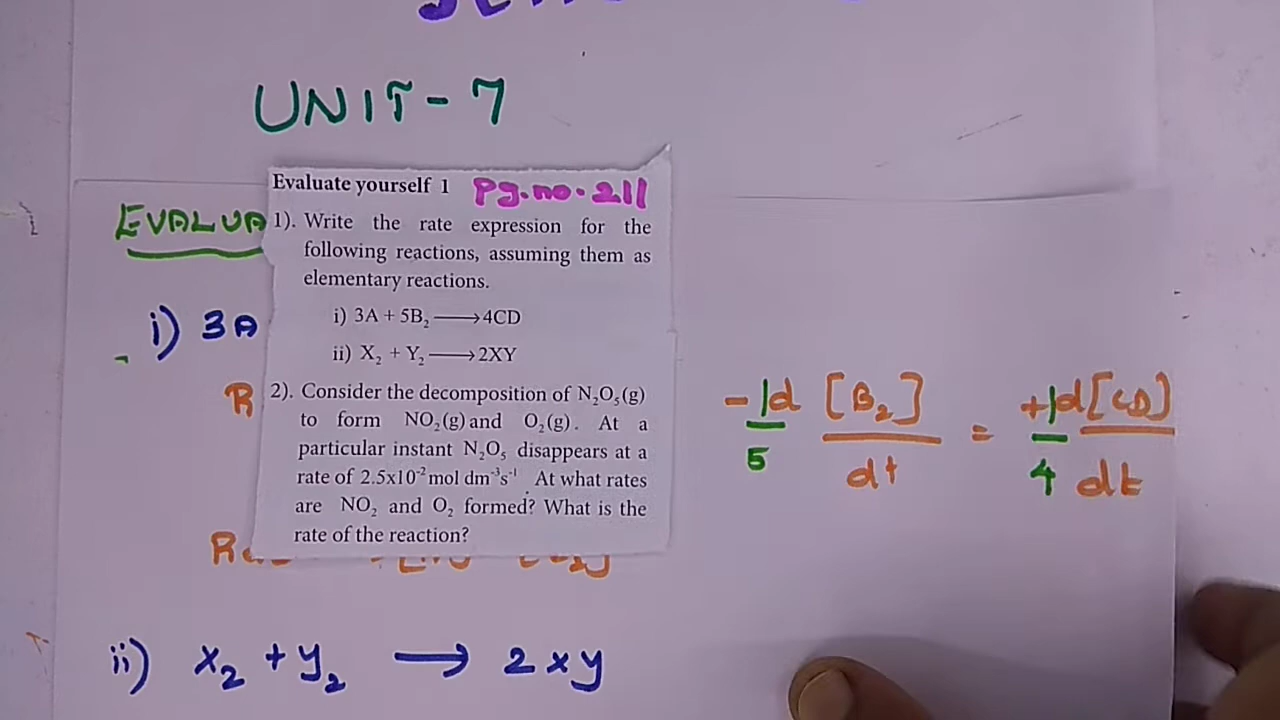 UNIT-7
Evaluate yourself 1 Pg.no.211
EVALUA
1). Write the rate expression for the
following reactions, assuming them as
elementary reactions.
i) 3A + 5B₂ ⟶ 4CD
ii) X₂ + Y₂ ⟶ 2XY
2). Consider the decomposition of N₂O₅(g)
to form NO₂(g) and O₂(g). At a
particular instant N₂O₅ disappears at a
rate of 2.5x10⁻² mol dm⁻³s⁻¹. At what rates
are NO₂ and O₂ formed? What is the
rate of the reaction?
i) 3A
R
-1/5 d[B₂]/dt = +1/4 d[CD]/dt
ii) X₂ + Y₂ ⟶ 2XY